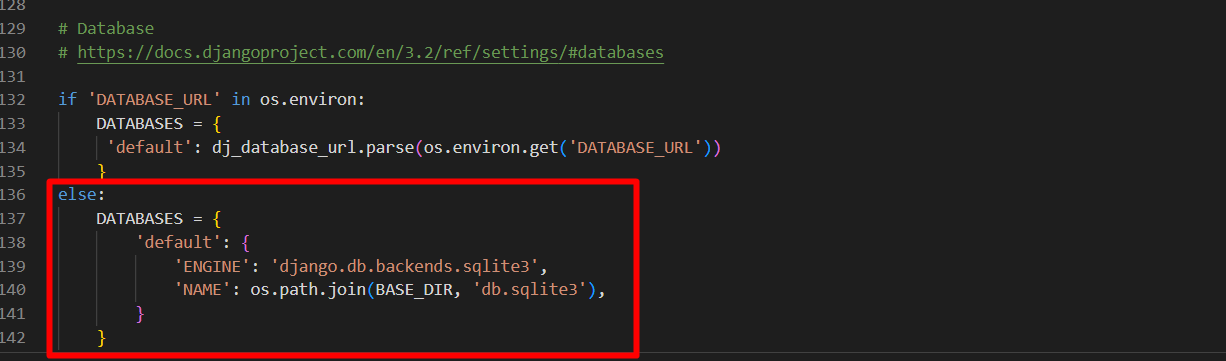 128
129 # Database
130 # https://docs.djangoproject.com/en/3.2/ref/settings/#databases
131
132 if 'DATABASE_URL' in os.environ:
133     DATABASES = {
134      'default': dj_database_url.parse(os.environ.get('DATABASE_URL'))
135     }
136 else:
137     DATABASES = {
138         'default': {
139             'ENGINE': 'django.db.backends.sqlite3',
140             'NAME': os.path.join(BASE_DIR, 'db.sqlite3'),
141         }
142     }